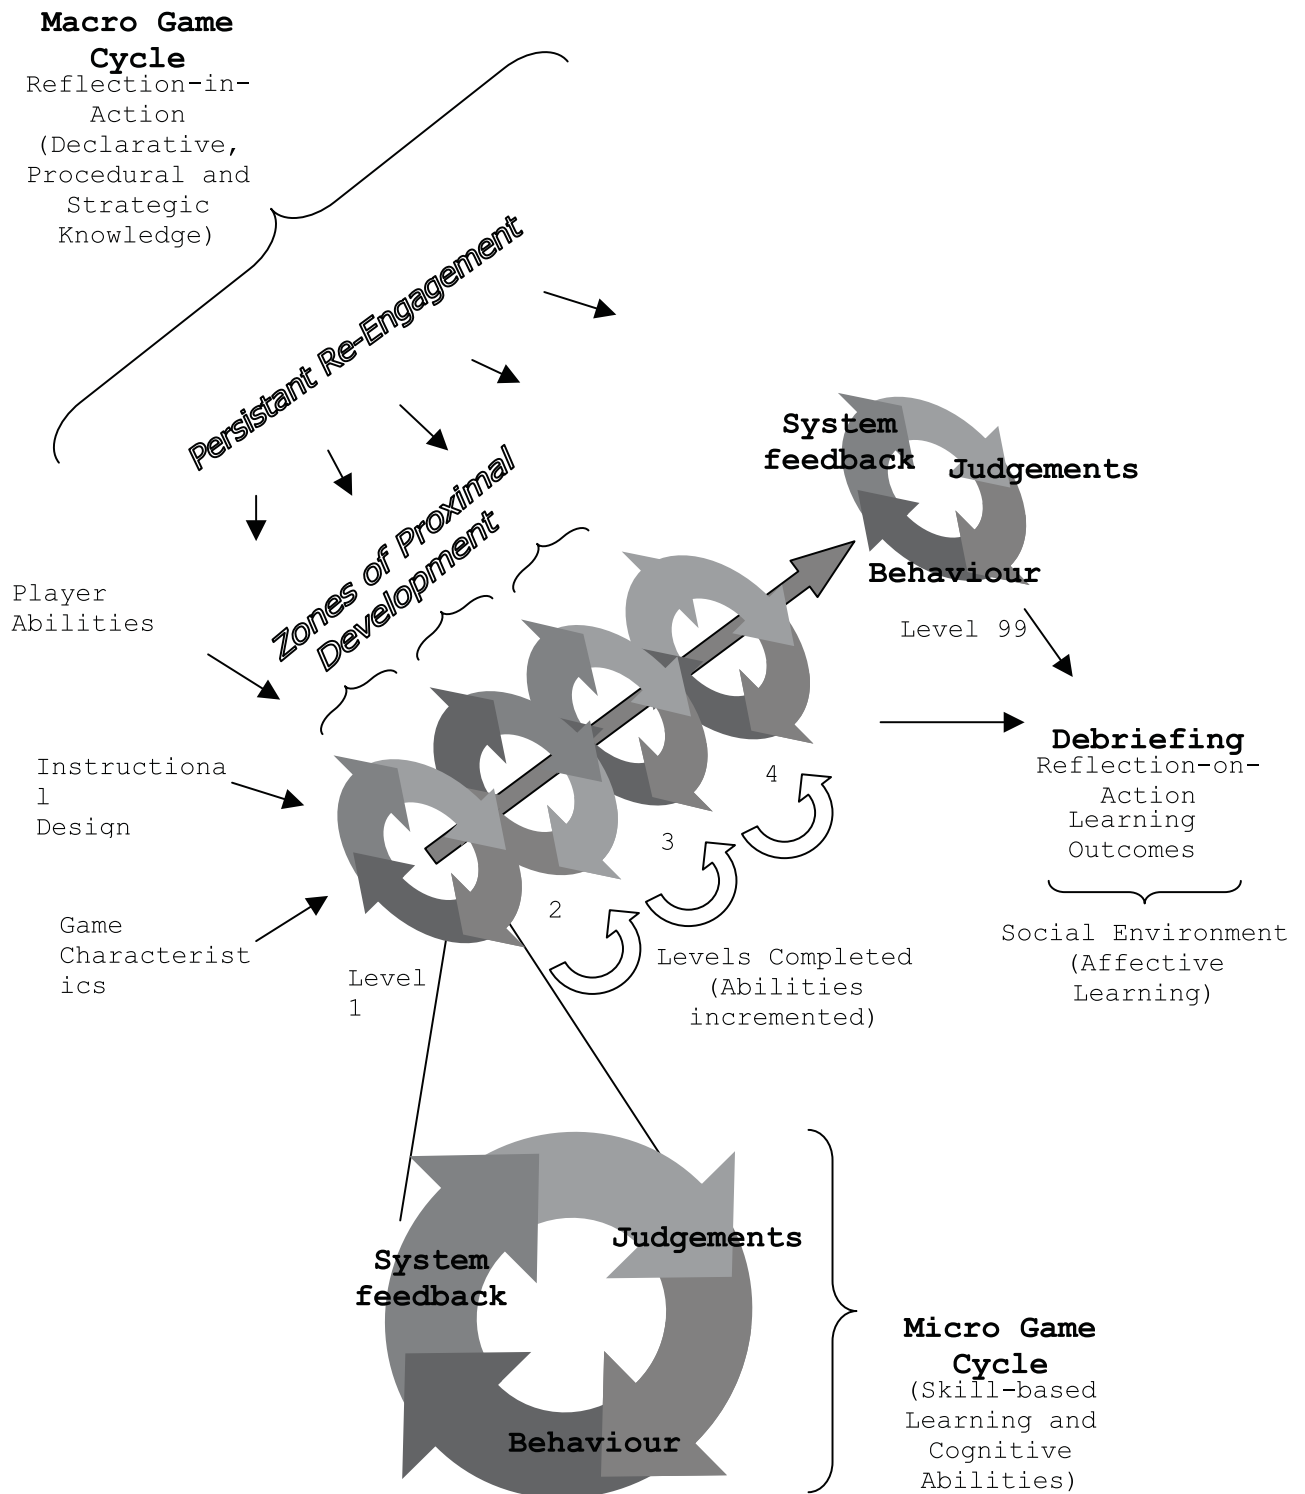 Macro Game
Cycle
Reflection-in-
Action
(Declarative,
Procedural and
Strategic
Knowledge)
Persistant Re-Engagement
Zones of Proximal
Development
System
feedback
Judgements
Behaviour
Level 99
Player
Abilities
Instructiona
l
Design
Game
Characterist
ics
Level
1
2
3
4
Levels Completed
(Abilities
incremented)
Debriefing
Reflection-on-
Action
Learning
Outcomes
Social Environment
(Affective
Learning)
System
feedback
Judgements
Behaviour
Micro Game
Cycle
(Skill-based
Learning and
Cognitive
Abilities)